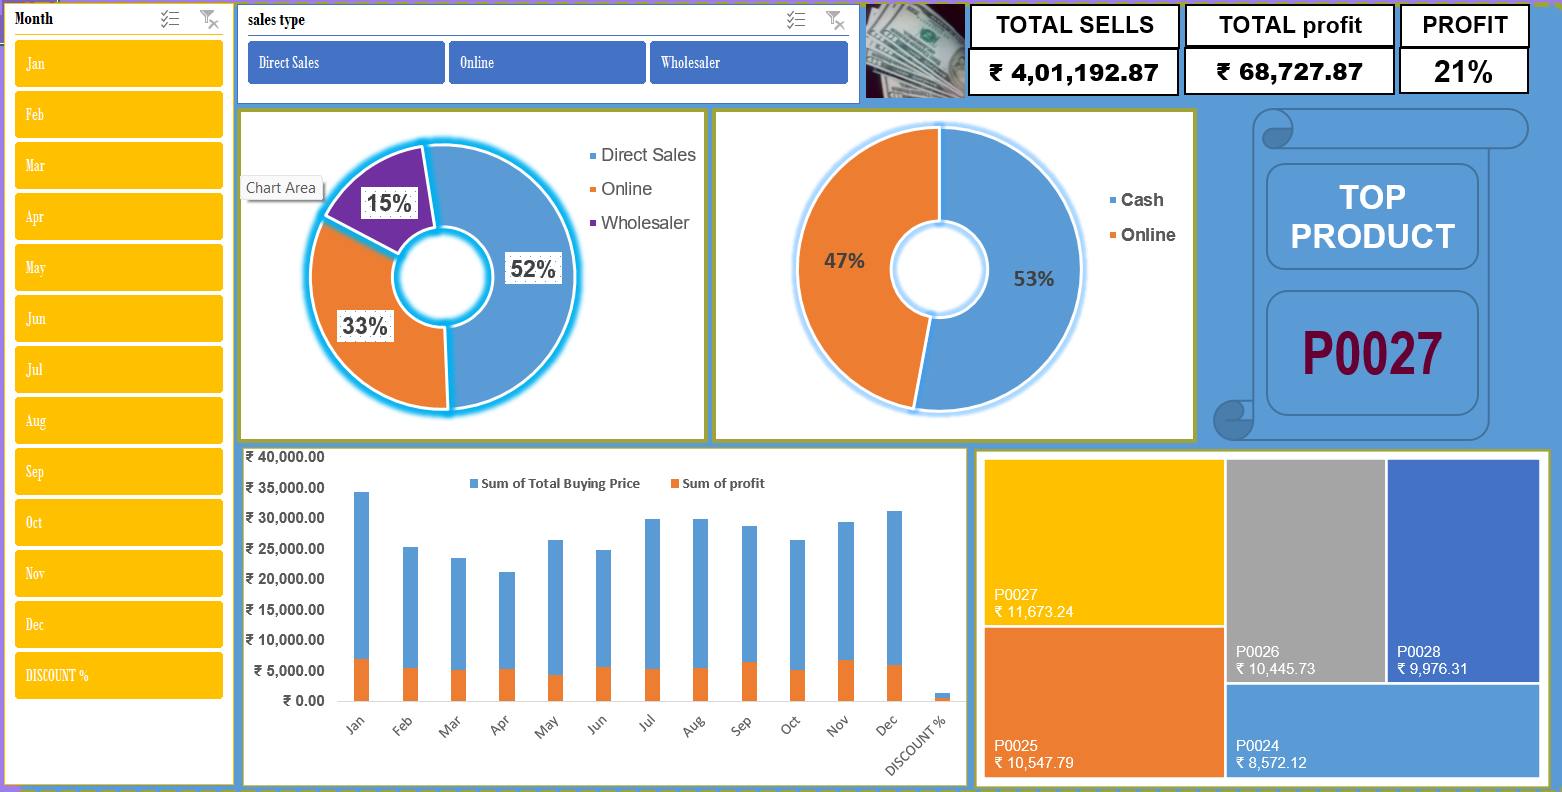 Month
Jan
Feb
Mar
Apr
May
Jun
Jul
Aug
Sep
Oct
Nov
Dec
DISCOUNT %
sales type
Direct Sales
Online
Wholesaler
TOTAL SELLS
₹ 4,01,192.87
TOTAL profit
₹ 68,727.87
PROFIT
21%
Chart Area
15%
52%
33%
Direct Sales
Online
Wholesaler
47%
53%
Cash
Online
TOP
PRODUCT
P0027
₹ 40,000.00
₹ 35,000.00
₹ 30,000.00
₹ 25,000.00
₹ 20,000.00
₹ 15,000.00
₹ 10,000.00
₹ 5,000.00
₹ 0.00
Sum of Total Buying Price
Sum of profit
Jan
Feb
Mar
Apr
May
Jun
Jul
Aug
Sep
Oct
Nov
Dec
DISCOUNT %
P0027
₹ 11,673.24
P0025
₹ 10,547.79
P0026
₹ 10,445.73
P0028
₹ 9,976.31
P0024
₹ 8,572.12